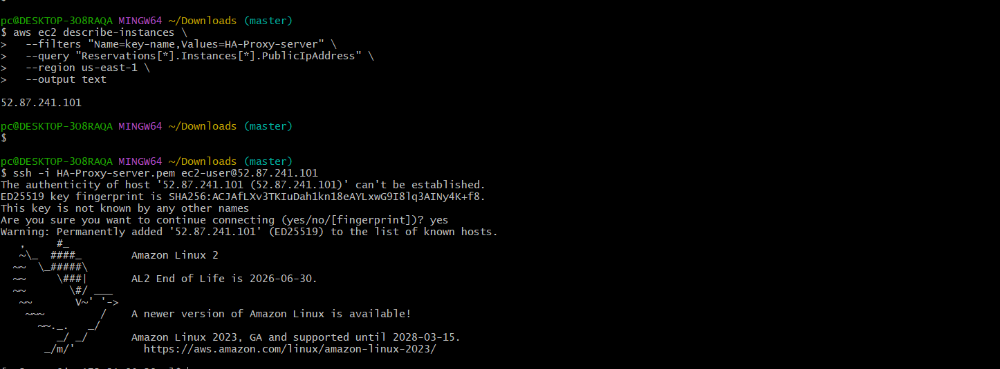 pc@DESKTOP-3O8RAQA MINGW64 ~/Downloads (master)
$ aws ec2 describe-instances \
>   --filters "Name=key-name,Values=HA-Proxy-server" \
>   --query "Reservations[*].Instances[*].PublicIpAddress" \
>   --region us-east-1 \
>   --output text
52.87.241.101
pc@DESKTOP-3O8RAQA MINGW64 ~/Downloads (master)
$
pc@DESKTOP-3O8RAQA MINGW64 ~/Downloads (master)
$ ssh -i HA-Proxy-server.pem ec2-user@52.87.241.101
The authenticity of host '52.87.241.101 (52.87.241.101)' can't be established.
ED25519 key fingerprint is SHA256:ACJAfLXv3TKIuDah1kn18eAYLxwG9I8lq3AINy4K+f8.
This key is not known by any other names
Are you sure you want to continue connecting (yes/no/[fingerprint])? yes
Warning: Permanently added '52.87.241.101' (ED25519) to the list of known hosts.
   ,     #_
   ~\_  ####_        Amazon Linux 2
  ~~  \_#####\
  ~~     \###|       AL2 End of Life is 2026-06-30.
  ~~       \#/ ___
   ~~       V~' '->
    ~~~         /    A newer version of Amazon Linux is available!
      ~~._.   _/
         _/ _/       Amazon Linux 2023, GA and supported until 2028-03-15.
       _/m/'           https://aws.amazon.com/linux/amazon-linux-2023/